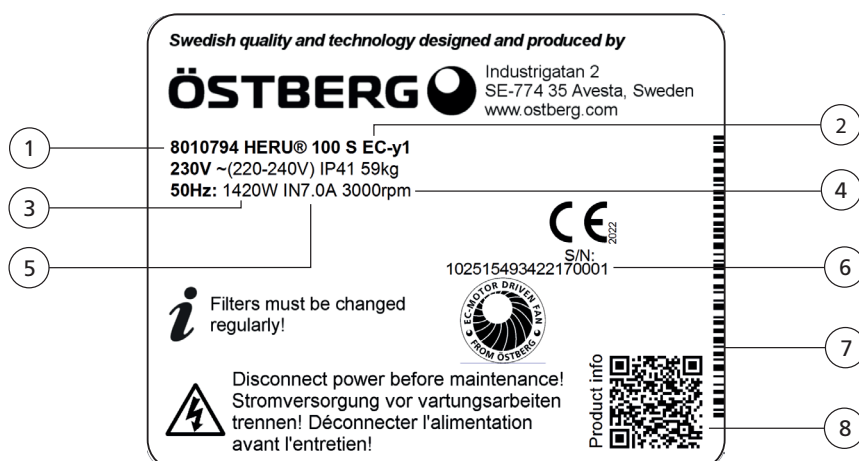 Swedish quality and technology designed and produced by
ÖSTBERG
Industrigatan 2
SE-774 35 Avesta, Sweden
www.ostberg.com
1
2
8010794 HERU® 100 S EC-y1
230V ~(220-240V) IP41 59kg
50Hz: 1420W IN7.0A 3000rpm
3
4
CE
2022
5
S/N:
102515493422170001
6
i
Filters must be changed
regularly!
EC-MOTOR DRIVEN FAN
FROM ÖSTBERG
7
Disconnect power before maintenance!
Stromversorgung vor vartungsarbeiten
trennen! Déconnecter l'alimentation
avant l'entretien!
Product info
8